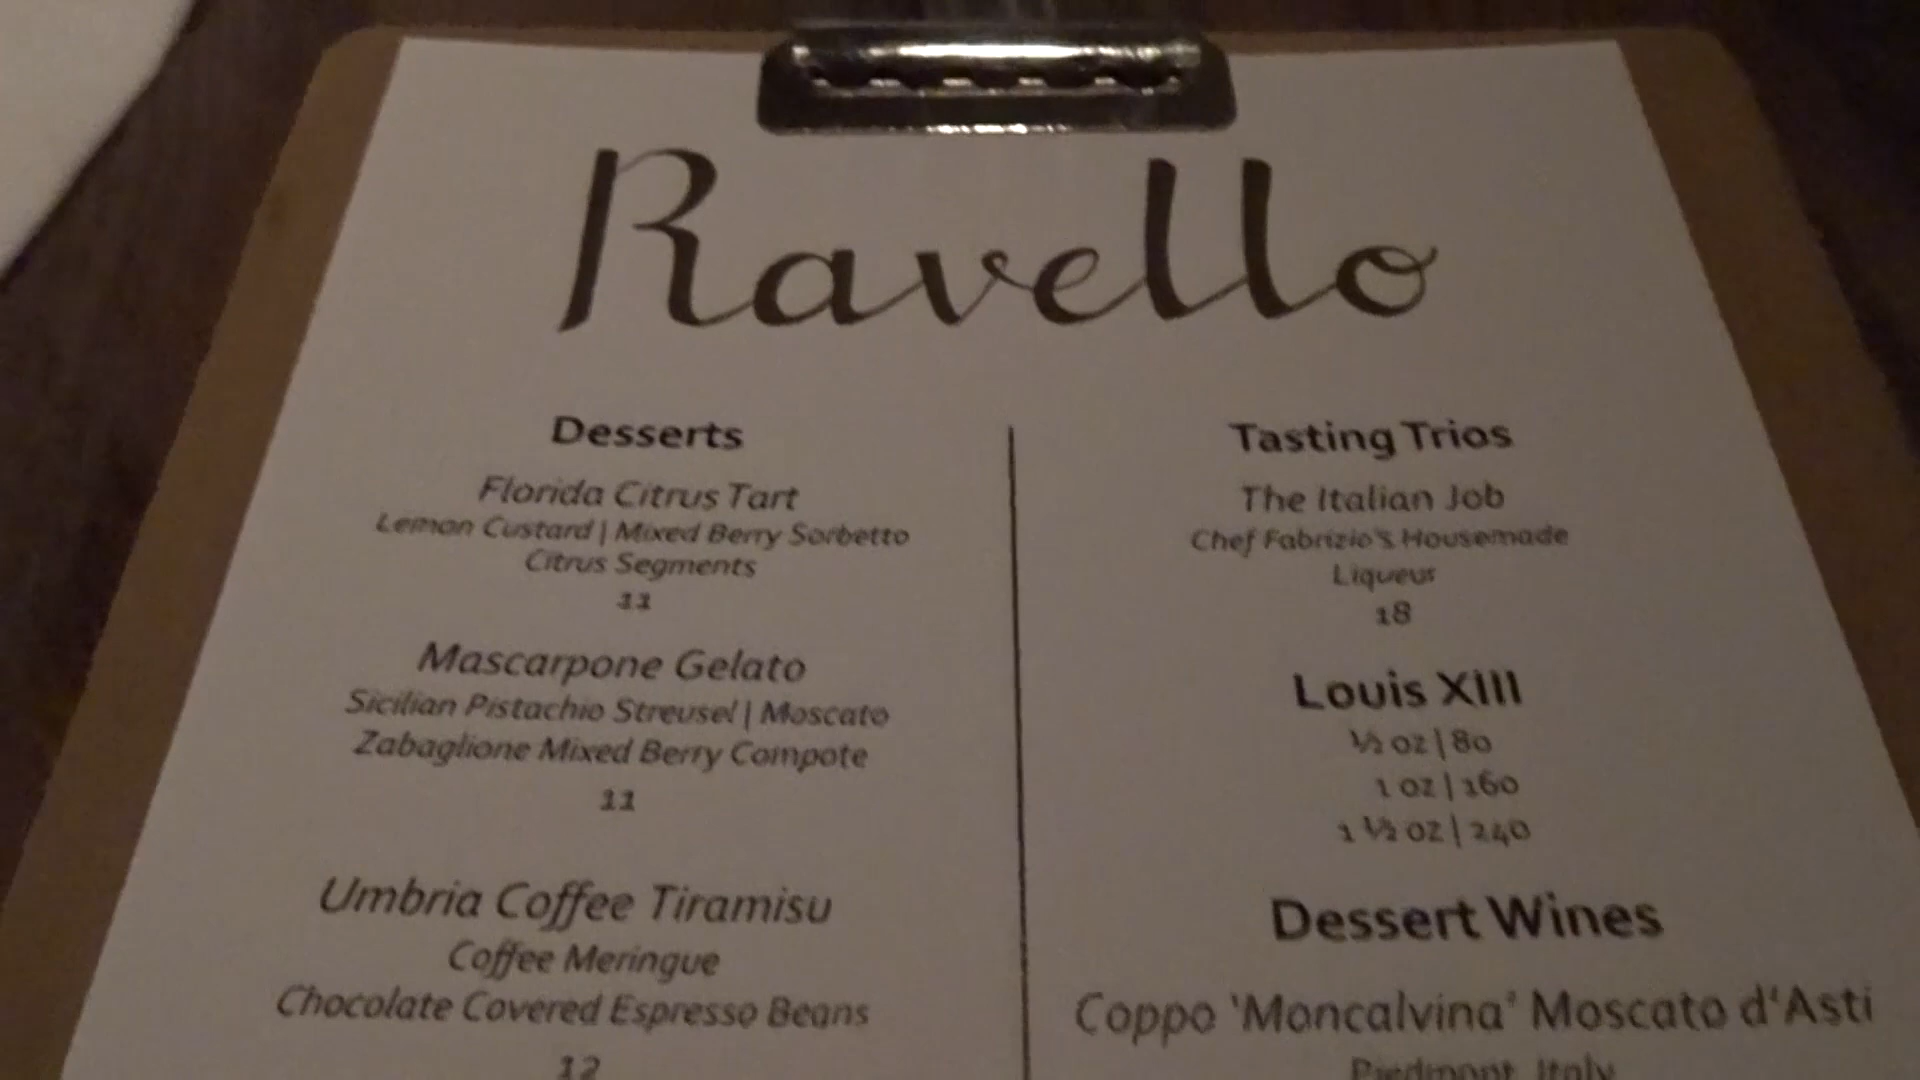 Ravello
Desserts
Florida Citrus Tart
Lemon Custard | Mixed Berry Sorbetto
Citrus Segments
11
Mascarpone Gelato
Sicilian Pistachio Streusel | Moscato
Zabaglione Mixed Berry Compote
11
Umbria Coffee Tiramisu
Coffee Meringue
Chocolate Covered Espresso Beans
12
Tasting Trios
The Italian Job
Chef Fabrizio's Housemade
Liqueur
18
Louis XIII
½ oz | 80
1 oz | 160
1 ½ oz | 240
Dessert Wines
Coppo 'Moncalvina' Moscato d'Asti
Piedmont, Italy